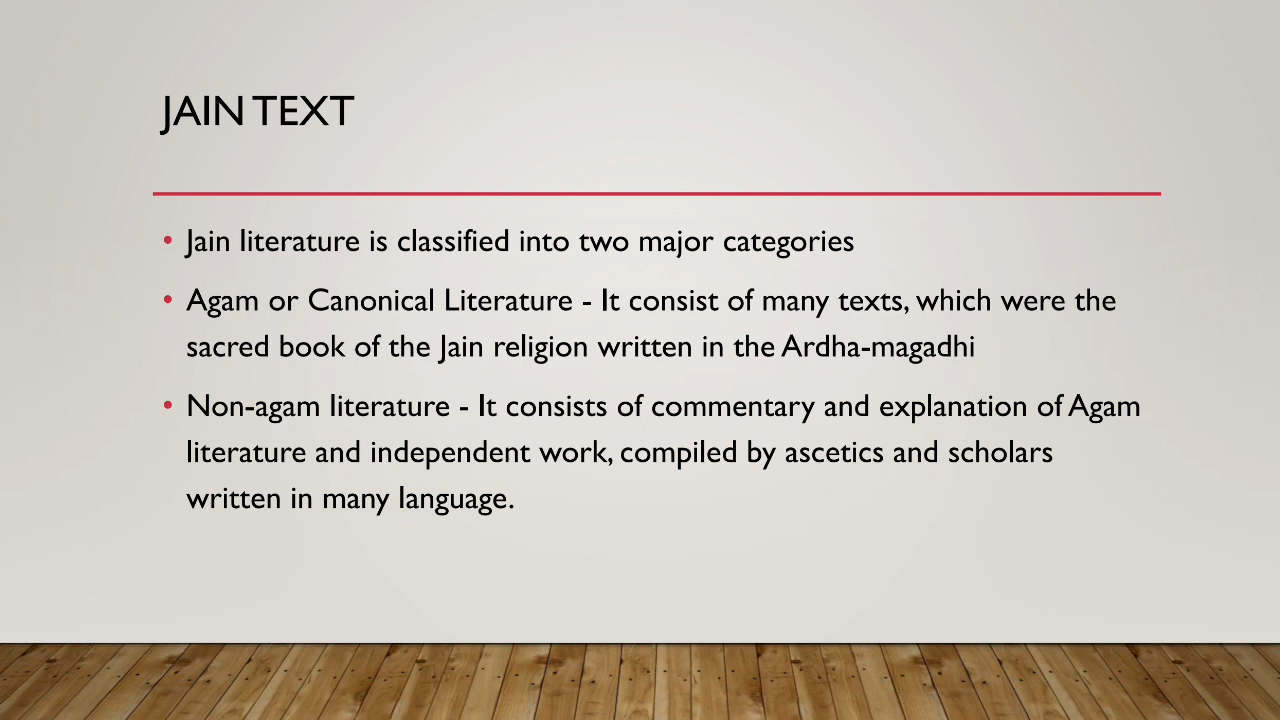 JAIN TEXT
• Jain literature is classified into two major categories
• Agam or Canonical Literature - It consist of many texts, which were the
sacred book of the Jain religion written in the Ardha-magadhi
• Non-agam literature - It consists of commentary and explanation of Agam
literature and independent work, compiled by ascetics and scholars
written in many language.